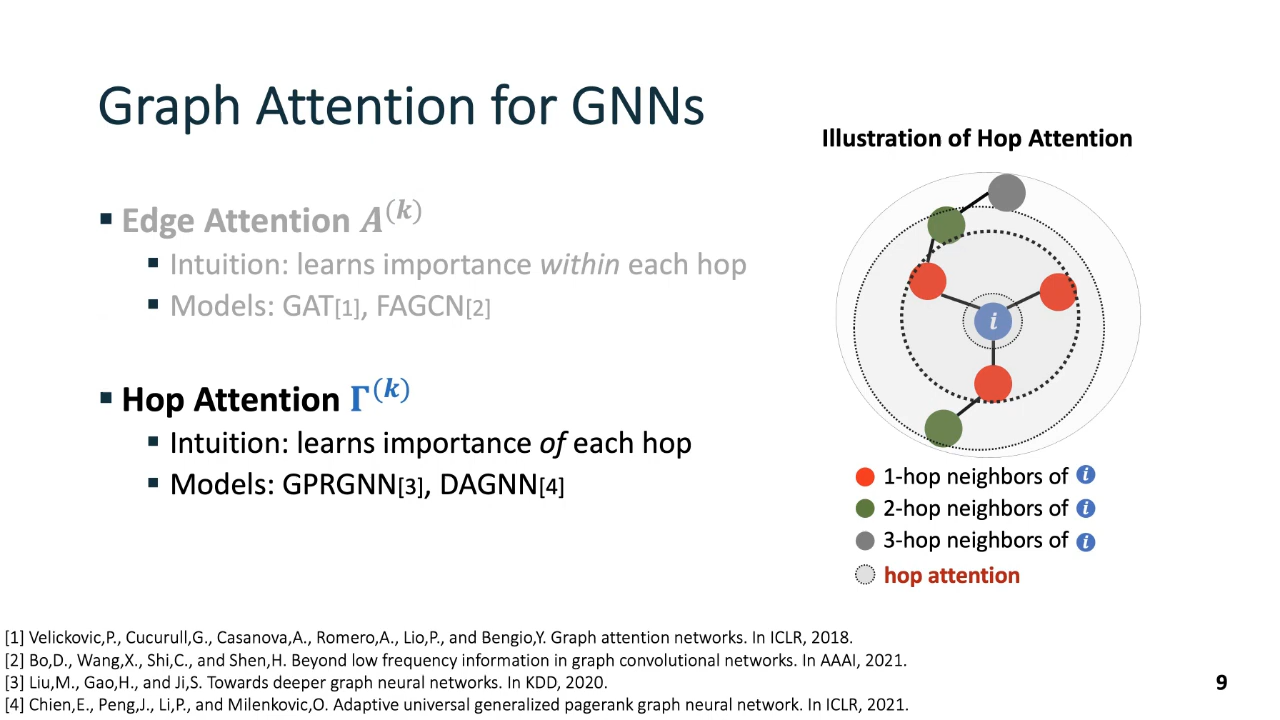 Graph Attention for GNNs
Illustration of Hop Attention
Edge Attention A^(k)
Intuition: learns importance within each hop
Models: GAT[1], FAGCN[2]
Hop Attention Γ^(k)
Intuition: learns importance of each hop
Models: GPRGNN[3], DAGNN[4]
i
1-hop neighbors of i
2-hop neighbors of i
3-hop neighbors of i
hop attention
[1] Velickovic,P., Cucurull,G., Casanova,A., Romero,A., Lio,P., and Bengio,Y. Graph attention networks. In ICLR, 2018.
[2] Bo,D., Wang,X., Shi,C., and Shen,H. Beyond low frequency information in graph convolutional networks. In AAAI, 2021.
[3] Liu,M., Gao,H., and Ji,S. Towards deeper graph neural networks. In KDD, 2020.
[4] Chien,E., Peng,J., Li,P., and Milenkovic,O. Adaptive universal generalized pagerank graph neural network. In ICLR, 2021.
9